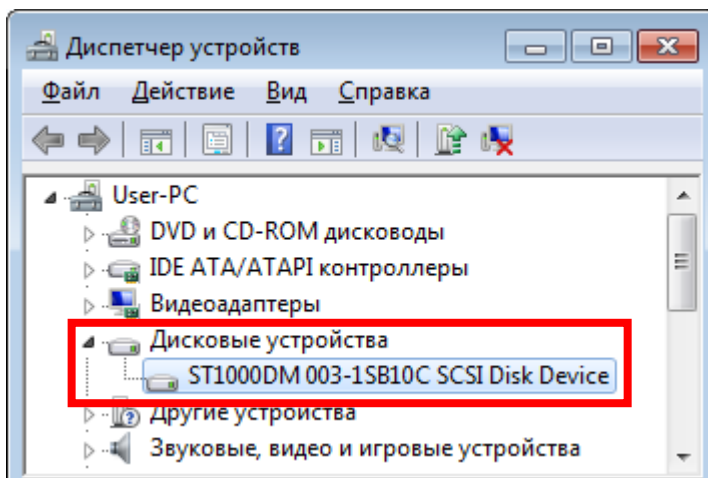 Диспетчер устройств
Файл Действие Вид Справка
User-PC
DVD и CD-ROM дисководы
IDE ATA/ATAPI контроллеры
Видеоадаптеры
Дисковые устройства
ST1000DM 003-1SB10C SCSI Disk Device
Другие устройства
Звуковые, видео и игровые устройства